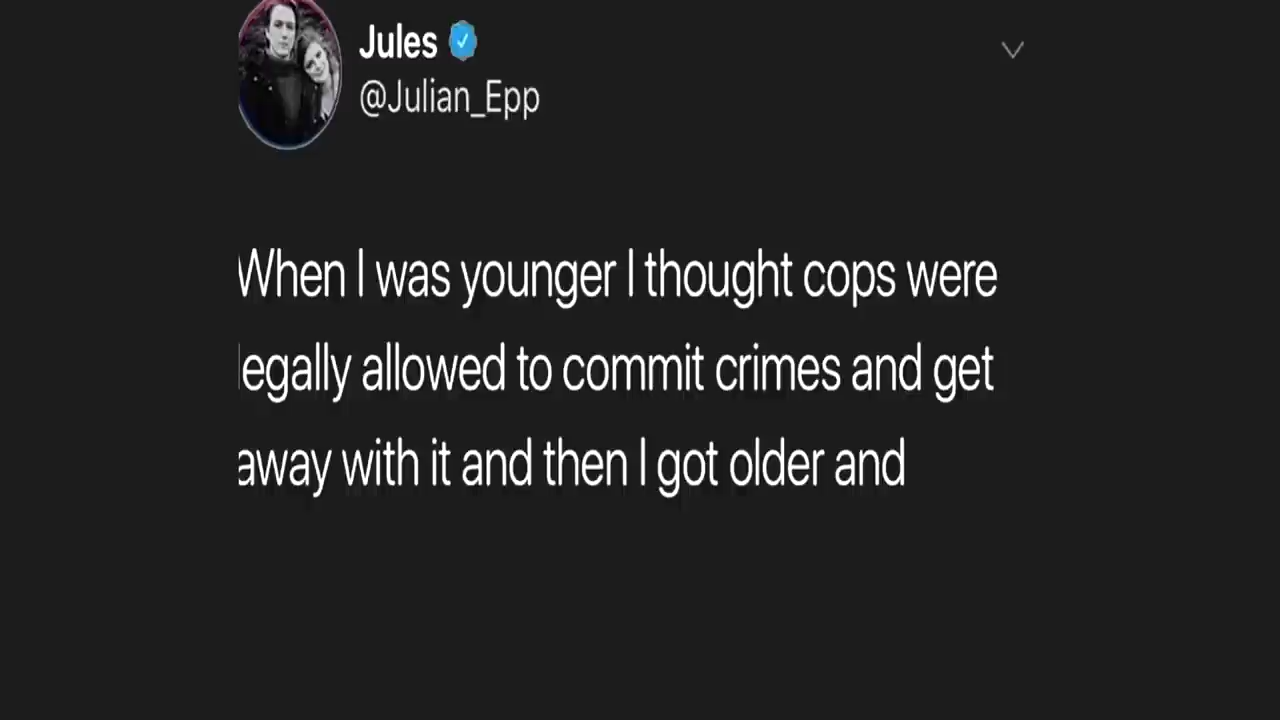 Jules
@Julian_Epp
When I was younger I thought cops were
legally allowed to commit crimes and get
away with it and then I got older and